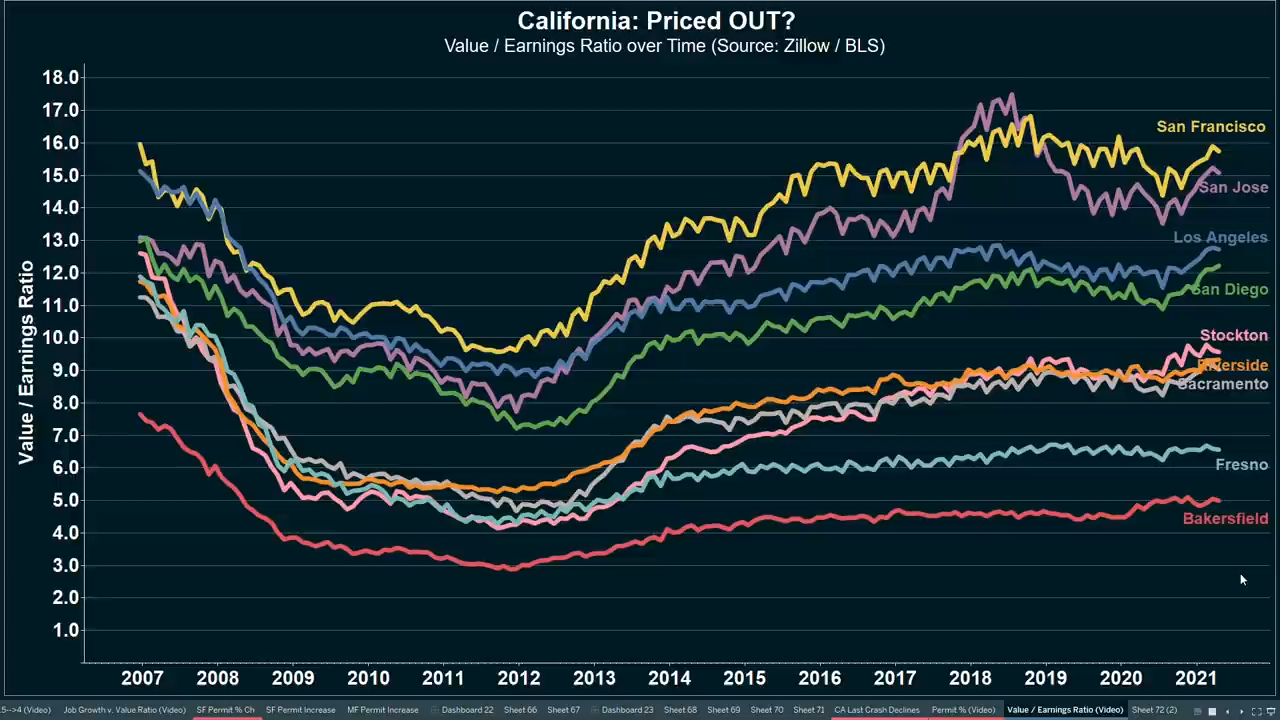 California: Priced OUT?
Value / Earnings Ratio over Time (Source: Zillow / BLS)
18.0
17.0
16.0
15.0
14.0
13.0
12.0
11.0
10.0
9.0
8.0
7.0
6.0
5.0
4.0
3.0
2.0
1.0
Value / Earnings Ratio
San Francisco
San Jose
Los Angeles
San Diego
Stockton
Riverside
Sacramento
Fresno
Bakersfield
2007 2008 2009 2010 2011 2012 2013 2014 2015 2016 2017 2018 2019 2020 2021
5-->4 (Video) Job Growth v. Value Ratio (Video) SF Permit % Ch SF Permit Increase MF Permit Increase Dashboard 22 Sheet 66 Sheet 67 Dashboard 23 Sheet 68 Sheet 69 Sheet 70 Sheet 71 CA Last Crash Declines Permit % (Video) Value / Earnings Ratio (Video) Sheet 72 (2)